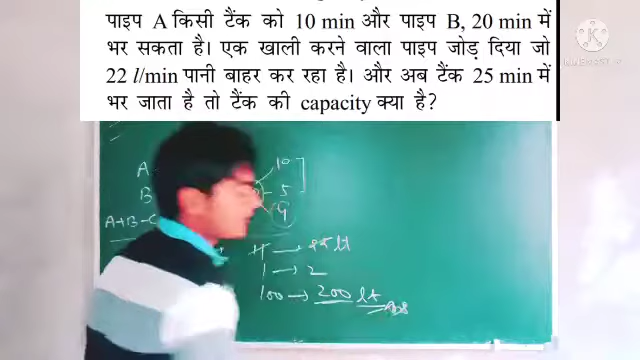 पाइप A किसी टैंक को 10 min और पाइप B, 20 min में
भर सकता है। एक खाली करने वाला पाइप जोड़ दिया जो
22 l/min पानी बाहर कर रहा है। और अब टैंक 25 min में
भर जाता है तो टैंक की capacity क्या है?
A
10
B
5
A+B-C
4
1 → 2
100 → 200 lt
Ans